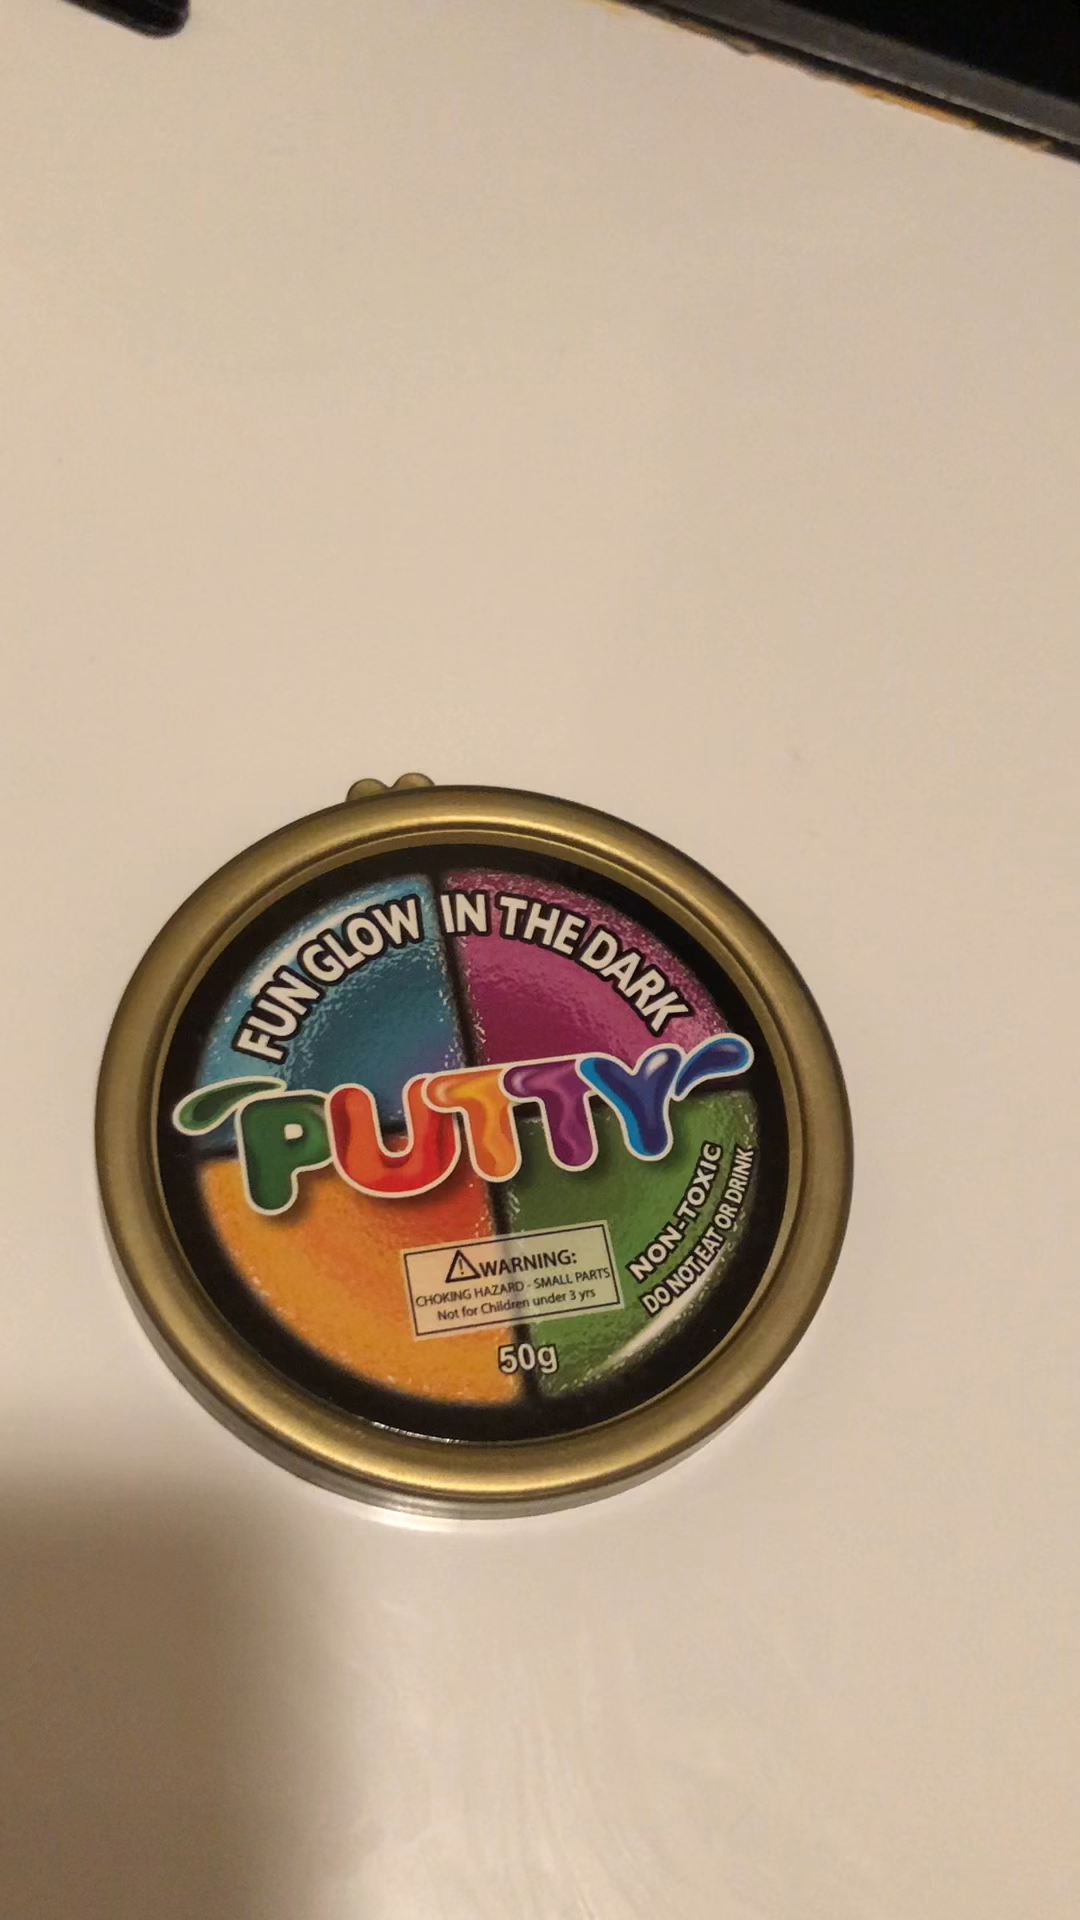 FUN GLOW IN THE DARK
PUTTY
NON-TOXIC
DO NOT EAT OR DRINK
WARNING:
CHOKING HAZARD - SMALL PARTS
Not for Children under 3 yrs
50g